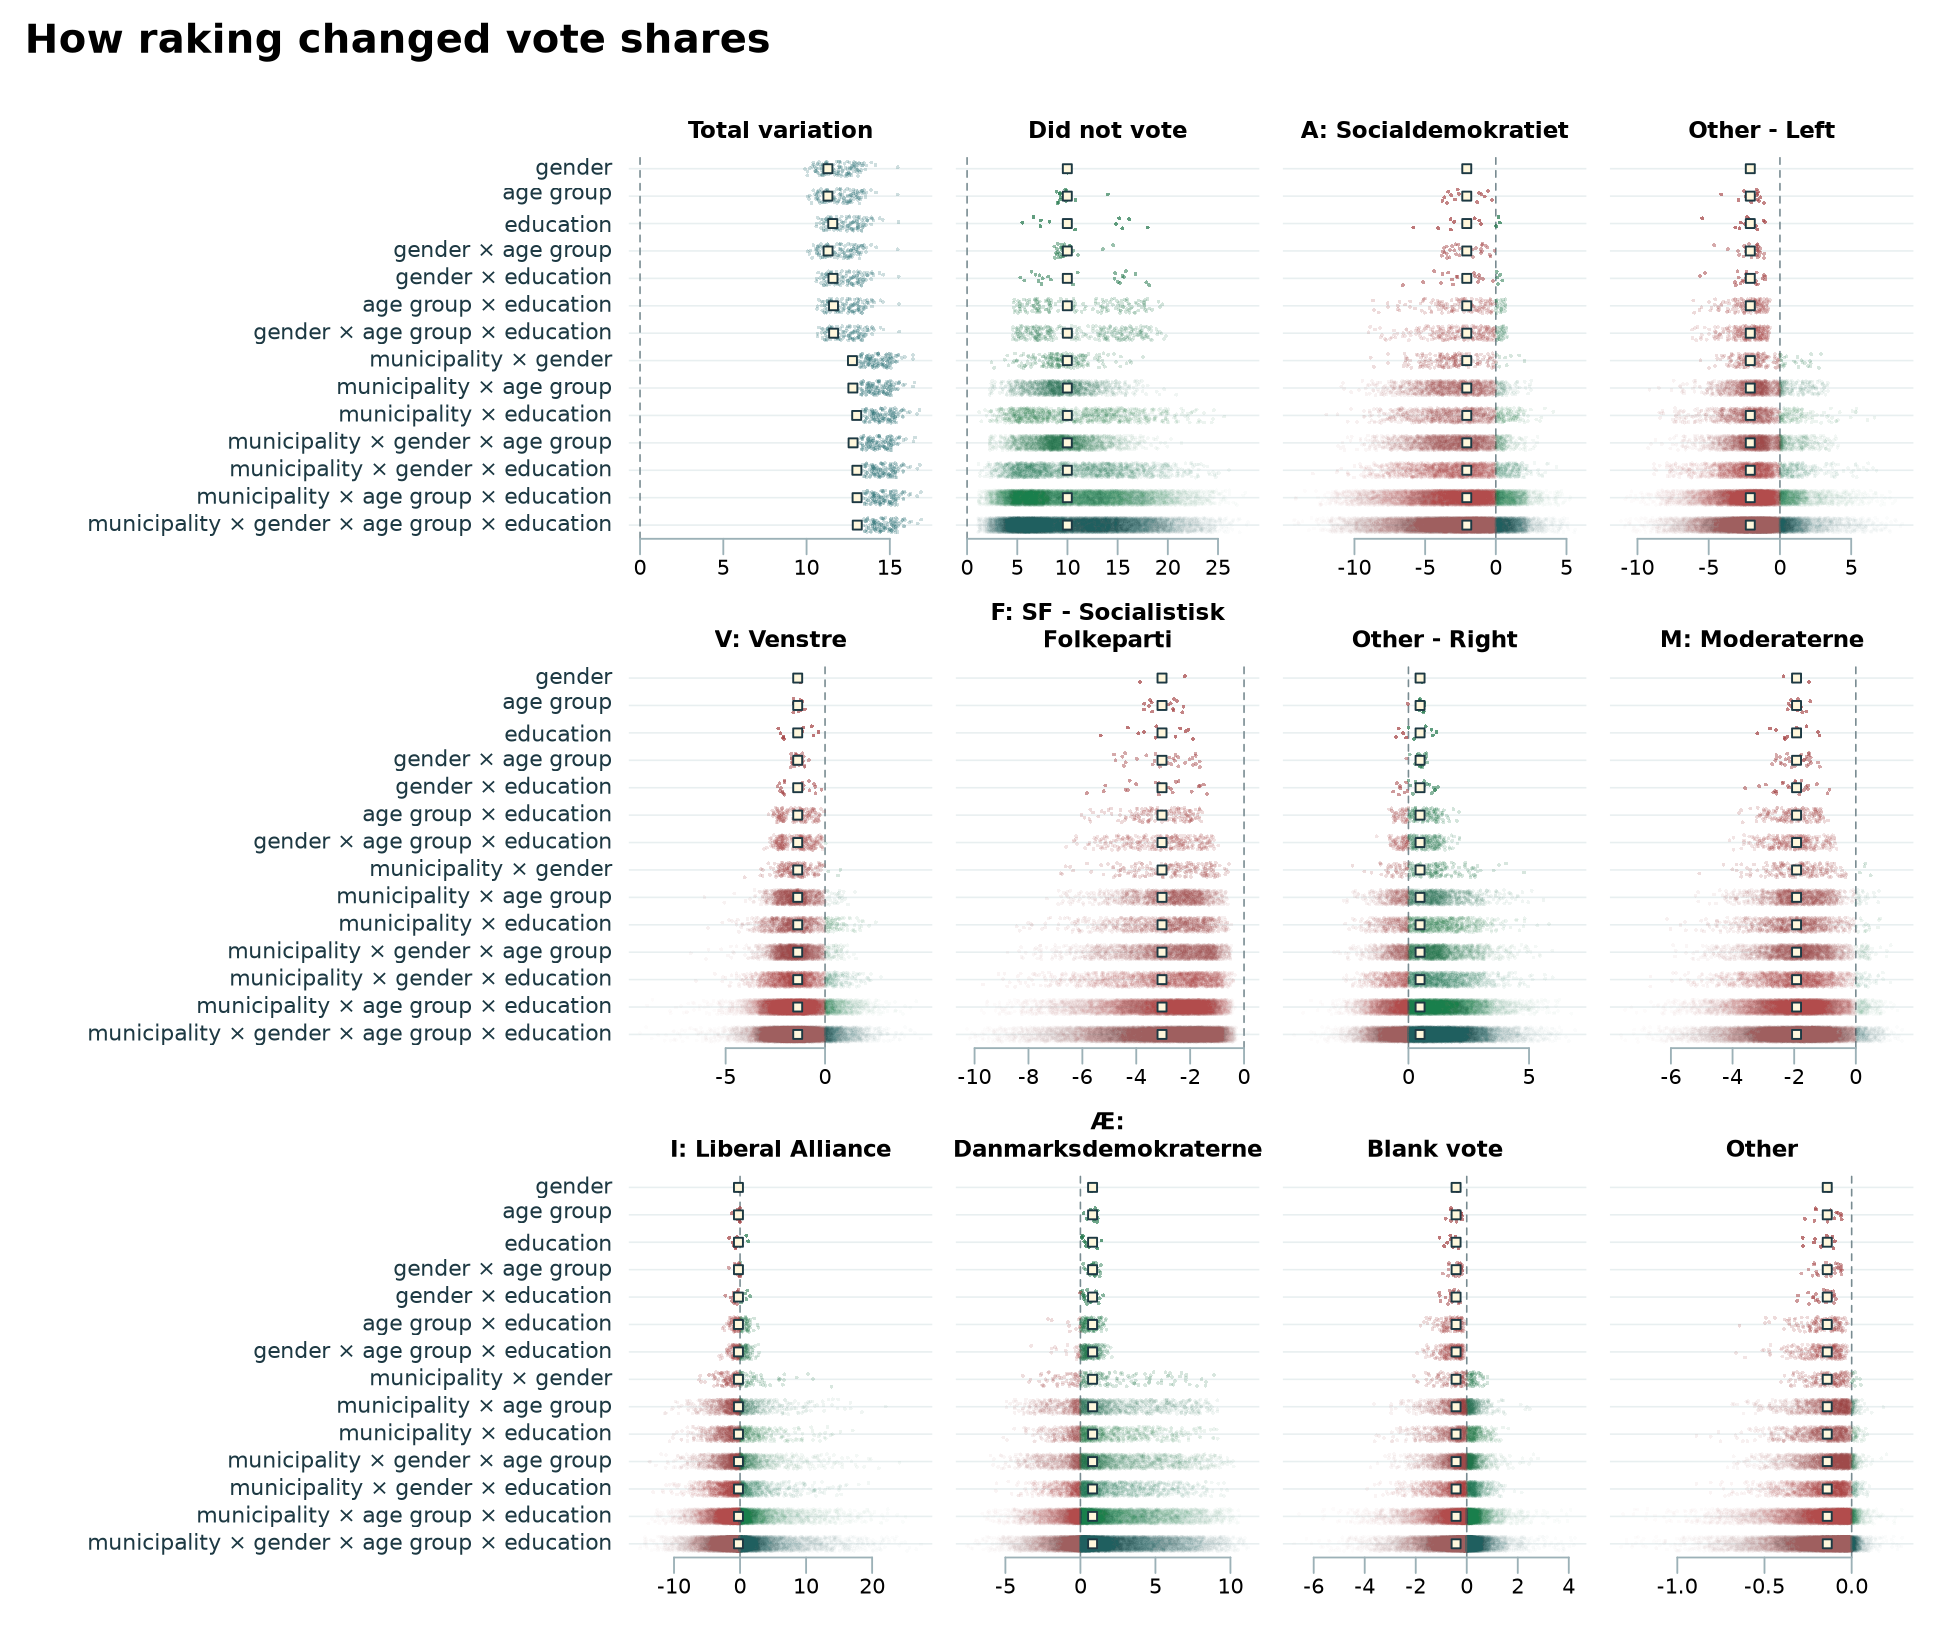 How raking changed vote shares
Total variation
Did not vote
A: Socialdemokratiet
Other - Left
gender
age group
education
gender × age group
gender × education
age group × education
gender × age group × education
municipality × gender
municipality × age group
municipality × education
municipality × gender × age group
municipality × gender × education
municipality × age group × education
municipality × gender × age group × education
0 5 10 15
0 5 10 15 20 25
-10 -5 0 5
-10 -5 0 5
V: Venstre
F: SF - Socialistisk
Folkeparti
Other - Right
M: Moderaterne
gender
age group
education
gender × age group
gender × education
age group × education
gender × age group × education
municipality × gender
municipality × age group
municipality × education
municipality × gender × age group
municipality × gender × education
municipality × age group × education
municipality × gender × age group × education
-5 0
-10 -8 -6 -4 -2 0
0 5
-6 -4 -2 0
I: Liberal Alliance
Æ:
Danmarksdemokraterne
Blank vote
Other
gender
age group
education
gender × age group
gender × education
age group × education
gender × age group × education
municipality × gender
municipality × age group
municipality × education
municipality × gender × age group
municipality × gender × education
municipality × age group × education
municipality × gender × age group × education
-10 0 10 20
-5 0 5 10
-6 -4 -2 0 2 4
-1.0 -0.5 0.0